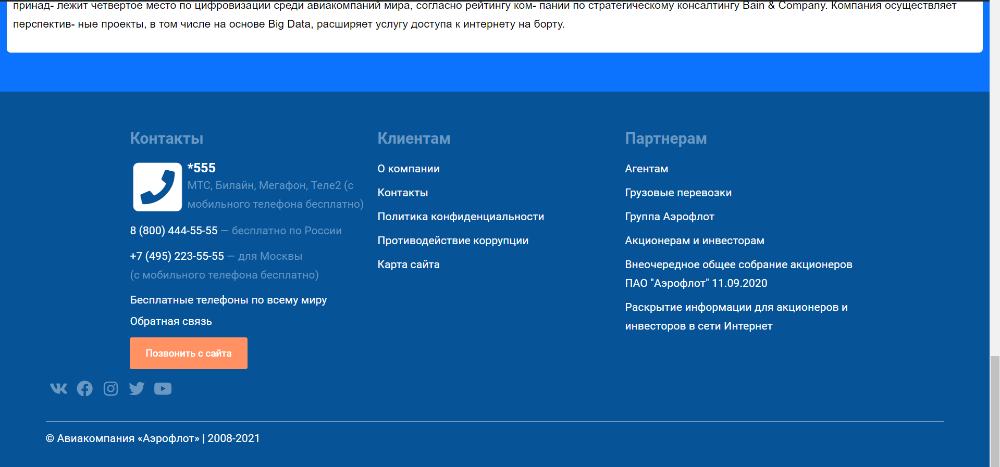 принад- лежит четвертое место по цифровизации среди авиакомпаний мира, согласно рейтингу ком- пании по стратегическому консалтингу Bain & Company. Компания осуществляет
перспектив- ные проекты, в том числе на основе Big Data, расширяет услугу доступа к интернету на борту.
Контакты
*555
МТС, Билайн, Мегафон, Теле2 (с
мобильного телефона бесплатно)
8 (800) 444-55-55 — бесплатно по России
+7 (495) 223-55-55 — для Москвы
(с мобильного телефона бесплатно)
Бесплатные телефоны по всему миру
Обратная связь
Позвонить с сайта
Клиентам
О компании
Контакты
Политика конфиденциальности
Противодействие коррупции
Карта сайта
Партнерам
Агентам
Грузовые перевозки
Группа Аэрофлот
Акционерам и инвесторам
Внеочередное общее собрание акционеров
ПАО "Аэрофлот" 11.09.2020
Раскрытие информации для акционеров и
инвесторов в сети Интернет
© Авиакомпания «Аэрофлот» | 2008-2021